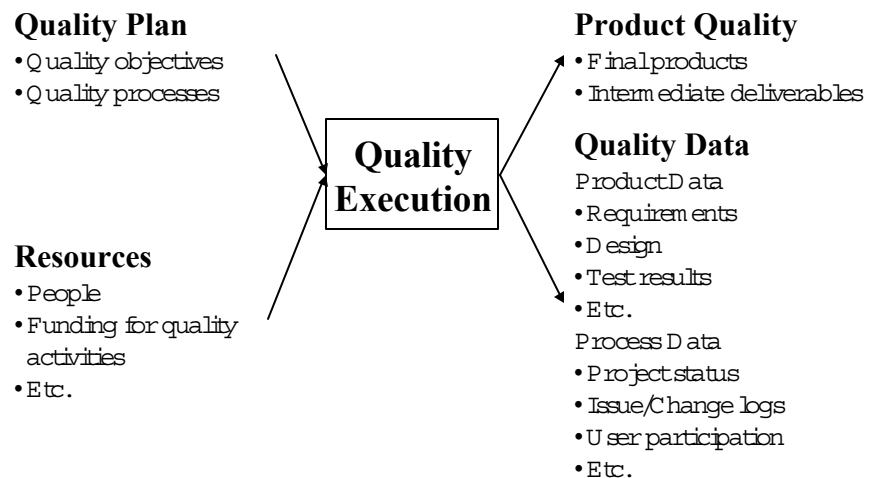 Quality Plan
•Quality objectives
•Quality processes
Resources
•People
•Funding for quality
activities
•Etc.
Quality
Execution
Product Quality
•Final products
•Intermediate deliverables
Quality Data
Product Data
•Requirements
•Design
•Test results
•Etc.
Process Data
•Project status
•Issue/Change logs
•User participation
•Etc.